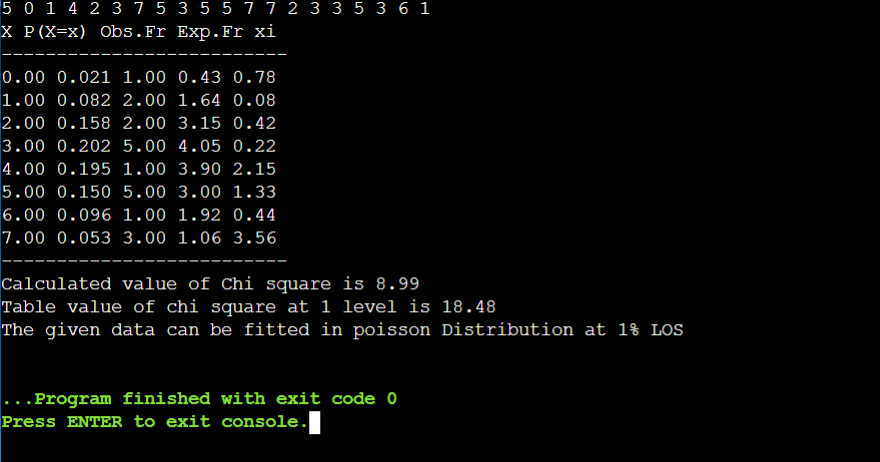 5 0 1 4 2 3 7 5 3 5 5 7 7 2 3 3 5 3 6 1
X P(X=x) Obs.Fr Exp.Fr xi
--------------------------
0.00 0.021 1.00 0.43 0.78
1.00 0.082 2.00 1.64 0.08
2.00 0.158 2.00 3.15 0.42
3.00 0.202 5.00 4.05 0.22
4.00 0.195 1.00 3.90 2.15
5.00 0.150 5.00 3.00 1.33
6.00 0.096 1.00 1.92 0.44
7.00 0.053 3.00 1.06 3.56
--------------------------
Calculated value of Chi square is 8.99
Table value of chi square at 1 level is 18.48
The given data can be fitted in poisson Distribution at 1% LOS
...Program finished with exit code 0
Press ENTER to exit console.